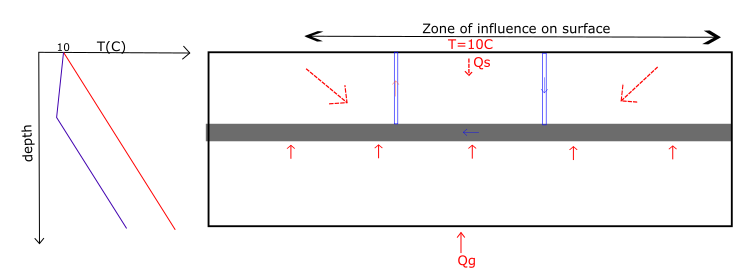 Zone of influence on surface
T=10C
10
T(C)
Qs
depth
Qg